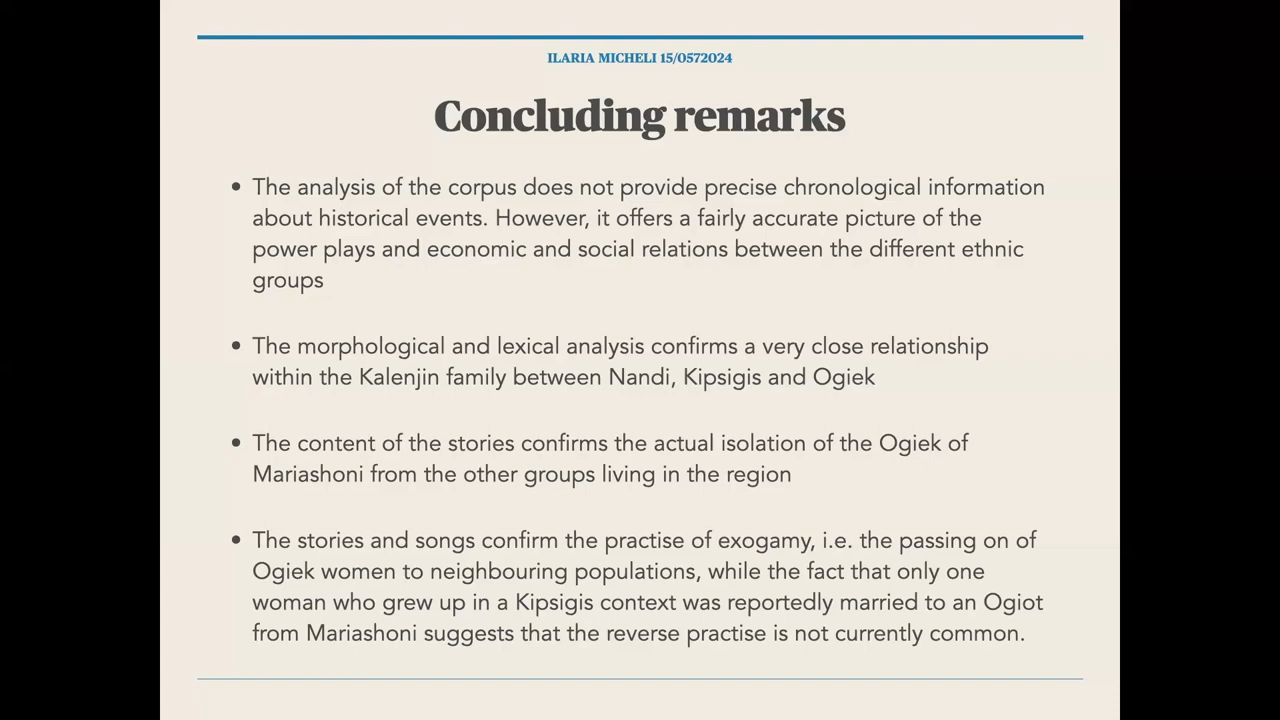 ILARIA MICHELI 15/0572024
Concluding remarks
• The analysis of the corpus does not provide precise chronological information
about historical events. However, it offers a fairly accurate picture of the
power plays and economic and social relations between the different ethnic
groups
• The morphological and lexical analysis confirms a very close relationship
within the Kalenjin family between Nandi, Kipsigis and Ogiek
• The content of the stories confirms the actual isolation of the Ogiek of
Mariashoni from the other groups living in the region
• The stories and songs confirm the practise of exogamy, i.e. the passing on of
Ogiek women to neighbouring populations, while the fact that only one
woman who grew up in a Kipsigis context was reportedly married to an Ogiot
from Mariashoni suggests that the reverse practise is not currently common.